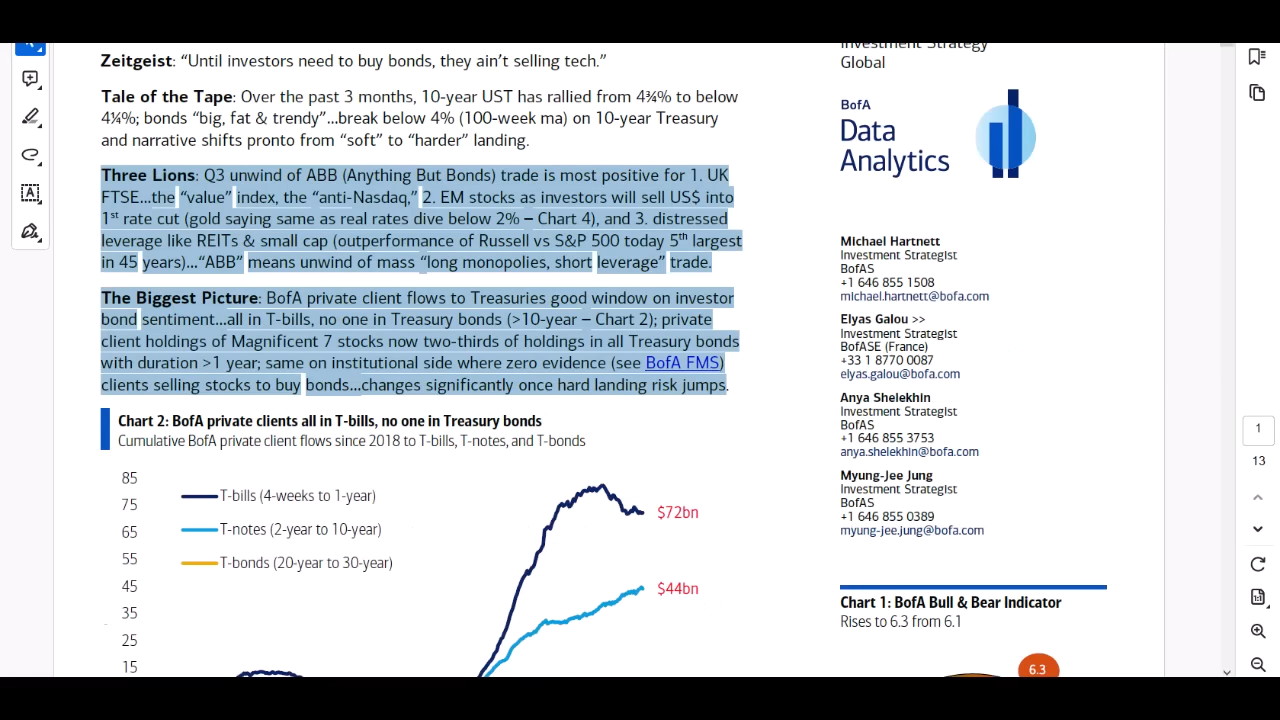 Zeitgeist: “Until investors need to buy bonds, they ain’t selling tech.”
Tale of the Tape: Over the past 3 months, 10-year UST has rallied from 4¾% to below
4¼%; bonds “big, fat & trendy”...break below 4% (100-week ma) on 10-year Treasury
and narrative shifts pronto from “soft” to “harder” landing.
Three Lions: Q3 unwind of ABB (Anything But Bonds) trade is most positive for 1. UK
FTSE...the “value” index, the “anti-Nasdaq,” 2. EM stocks as investors will sell US$ into
1st rate cut (gold saying same as real rates dive below 2% – Chart 4), and 3. distressed
leverage like REITs & small cap (outperformance of Russell vs S&P 500 today 5th largest
in 45 years)...“ABB” means unwind of mass “long monopolies, short leverage” trade.
The Biggest Picture: BofA private client flows to Treasuries good window on investor
bond sentiment...all in T-bills, no one in Treasury bonds (>10-year – Chart 2); private
client holdings of Magnificent 7 stocks now two-thirds of holdings in all Treasury bonds
with duration >1 year; same on institutional side where zero evidence (see BofA FMS)
clients selling stocks to buy bonds...changes significantly once hard landing risk jumps.
Chart 2: BofA private clients all in T-bills, no one in Treasury bonds
Cumulative BofA private client flows since 2018 to T-bills, T-notes, and T-bonds
85
75
65
55
45
35
25
15
T-bills (4-weeks to 1-year)
T-notes (2-year to 10-year)
T-bonds (20-year to 30-year)
$72bn
$44bn
Investment Strategy
Global
BofA
Data
Analytics
Michael Hartnett
Investment Strategist
BofAS
+1 646 855 1508
michael.hartnett@bofa.com
Elyas Galou >>
Investment Strategist
BofASE (France)
+33 1 8770 0087
elyas.galou@bofa.com
Anya Shelekhin
Investment Strategist
BofAS
+1 646 855 3753
anya.shelekhin@bofa.com
Myung-Jee Jung
Investment Strategist
BofAS
+1 646 855 0389
myung-jee.jung@bofa.com
Chart 1: BofA Bull & Bear Indicator
Rises to 6.3 from 6.1
6.3
1
13